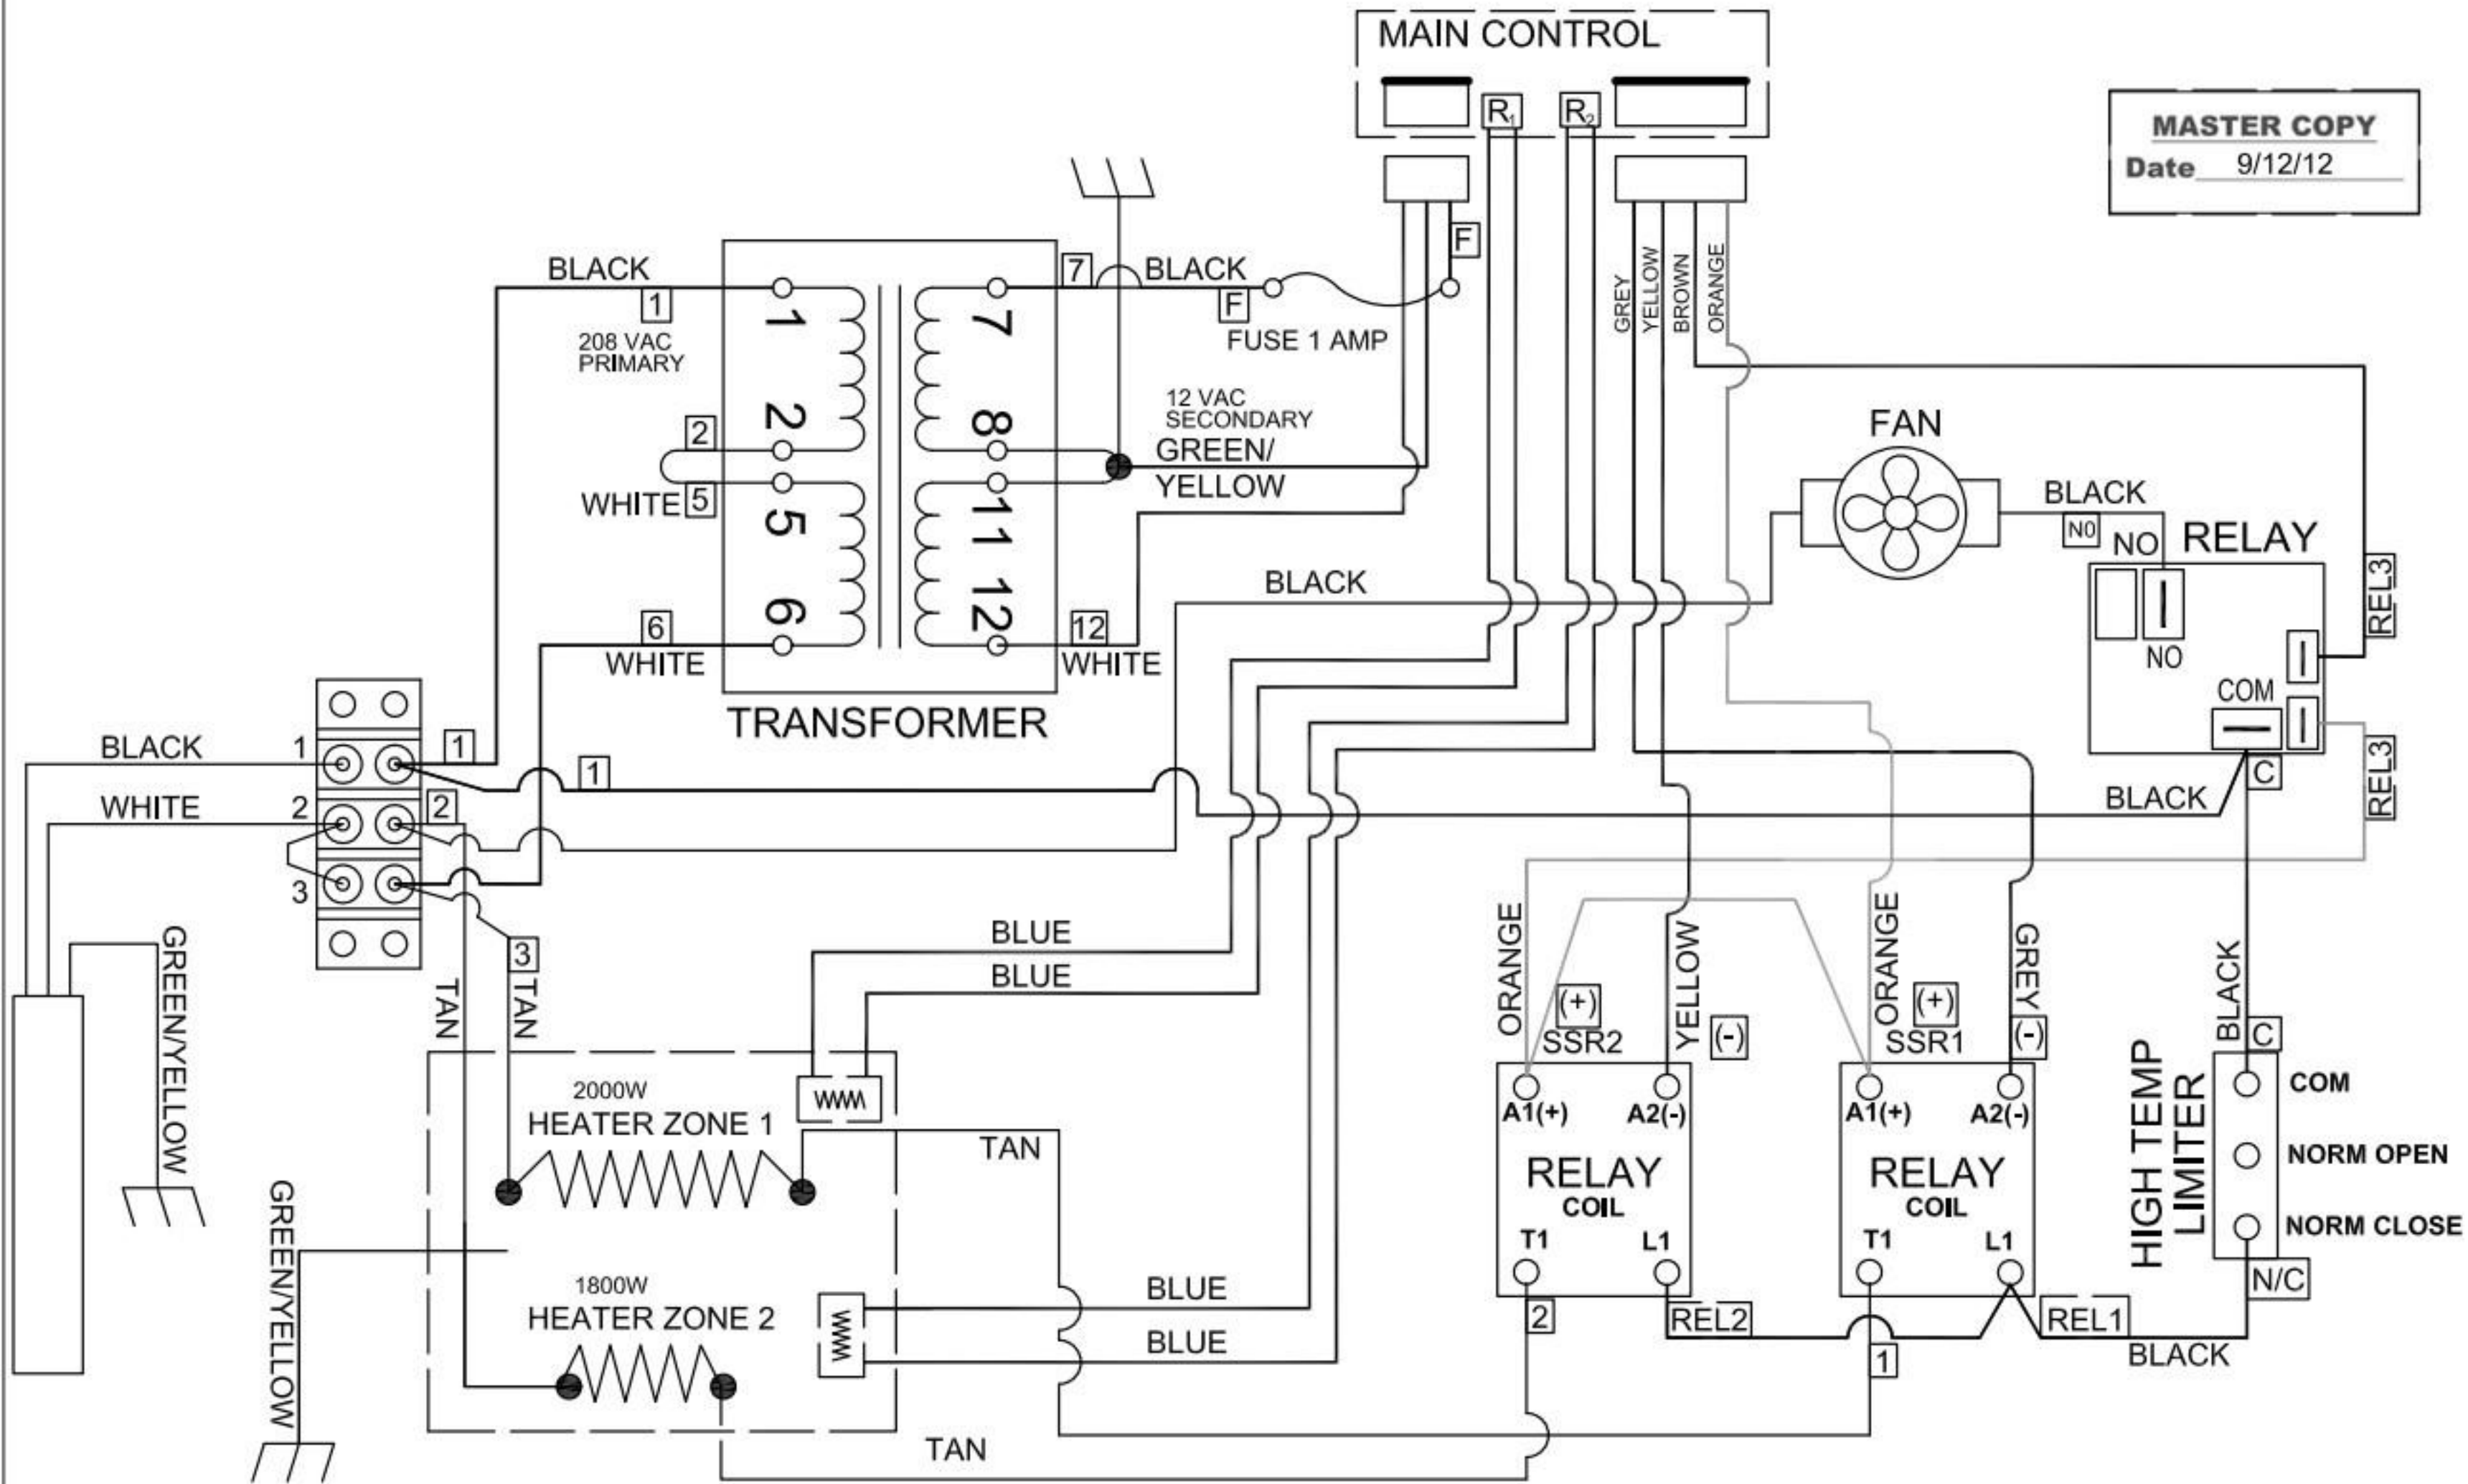 MAIN CONTROL
R1
R2
MASTER COPY
Date 9/12/12
F
BLACK
7
BLACK
GREY
YELLOW
BROWN
ORANGE
1
1
7
F
208 VAC
PRIMARY
FUSE 1 AMP
12 VAC
SECONDARY
2
2
8
GREEN/
YELLOW
FAN
WHITE
5
5
11
BLACK
N0
NO
RELAY
BLACK
6
6
12
12
WHITE
WHITE
REL3
NO
COM
TRANSFORMER
BLACK
1
1
1
C
REL3
WHITE
2
2
BLACK
3
GREEN/YELLOW
BLUE
3
BLUE
TAN
TAN
ORANGE
(+)
SSR2
YELLOW
(-)
ORANGE
(+)
SSR1
GREY
(-)
BLACK
C
2000W
HEATER ZONE 1
TAN
A1(+)
A2(-)
A1(+)
A2(-)
HIGH TEMP
LIMITER
COM
NORM OPEN
NORM CLOSE
RELAY
COIL
RELAY
COIL
T1
L1
T1
L1
GREEN/YELLOW
1800W
HEATER ZONE 2
BLUE
BLUE
2
REL2
1
REL1
N/C
BLACK
TAN